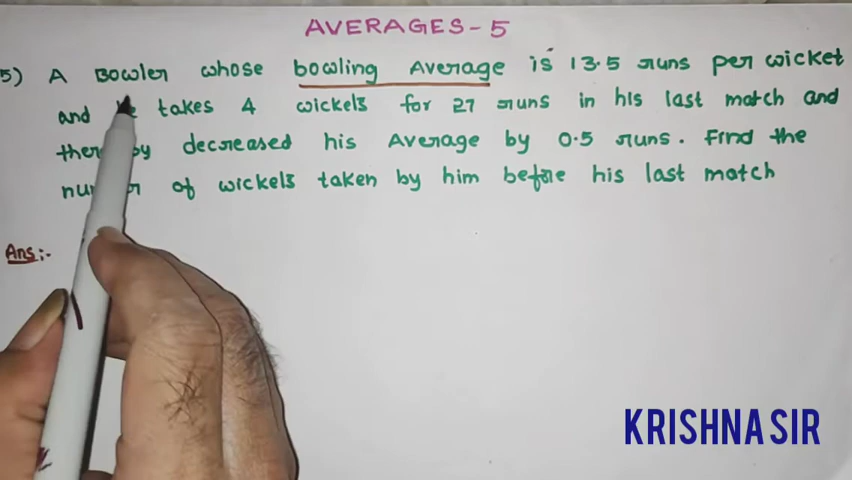 AVERAGES - 5
5) A Bowler whose bowling Average is 13.5 runs per wicket
and takes 4 wickets for 27 runs in his last match and
decreased his Average by 0.5 runs. Find the
of wickets taken by him before his last match
Ans:-
KRISHNA SIR